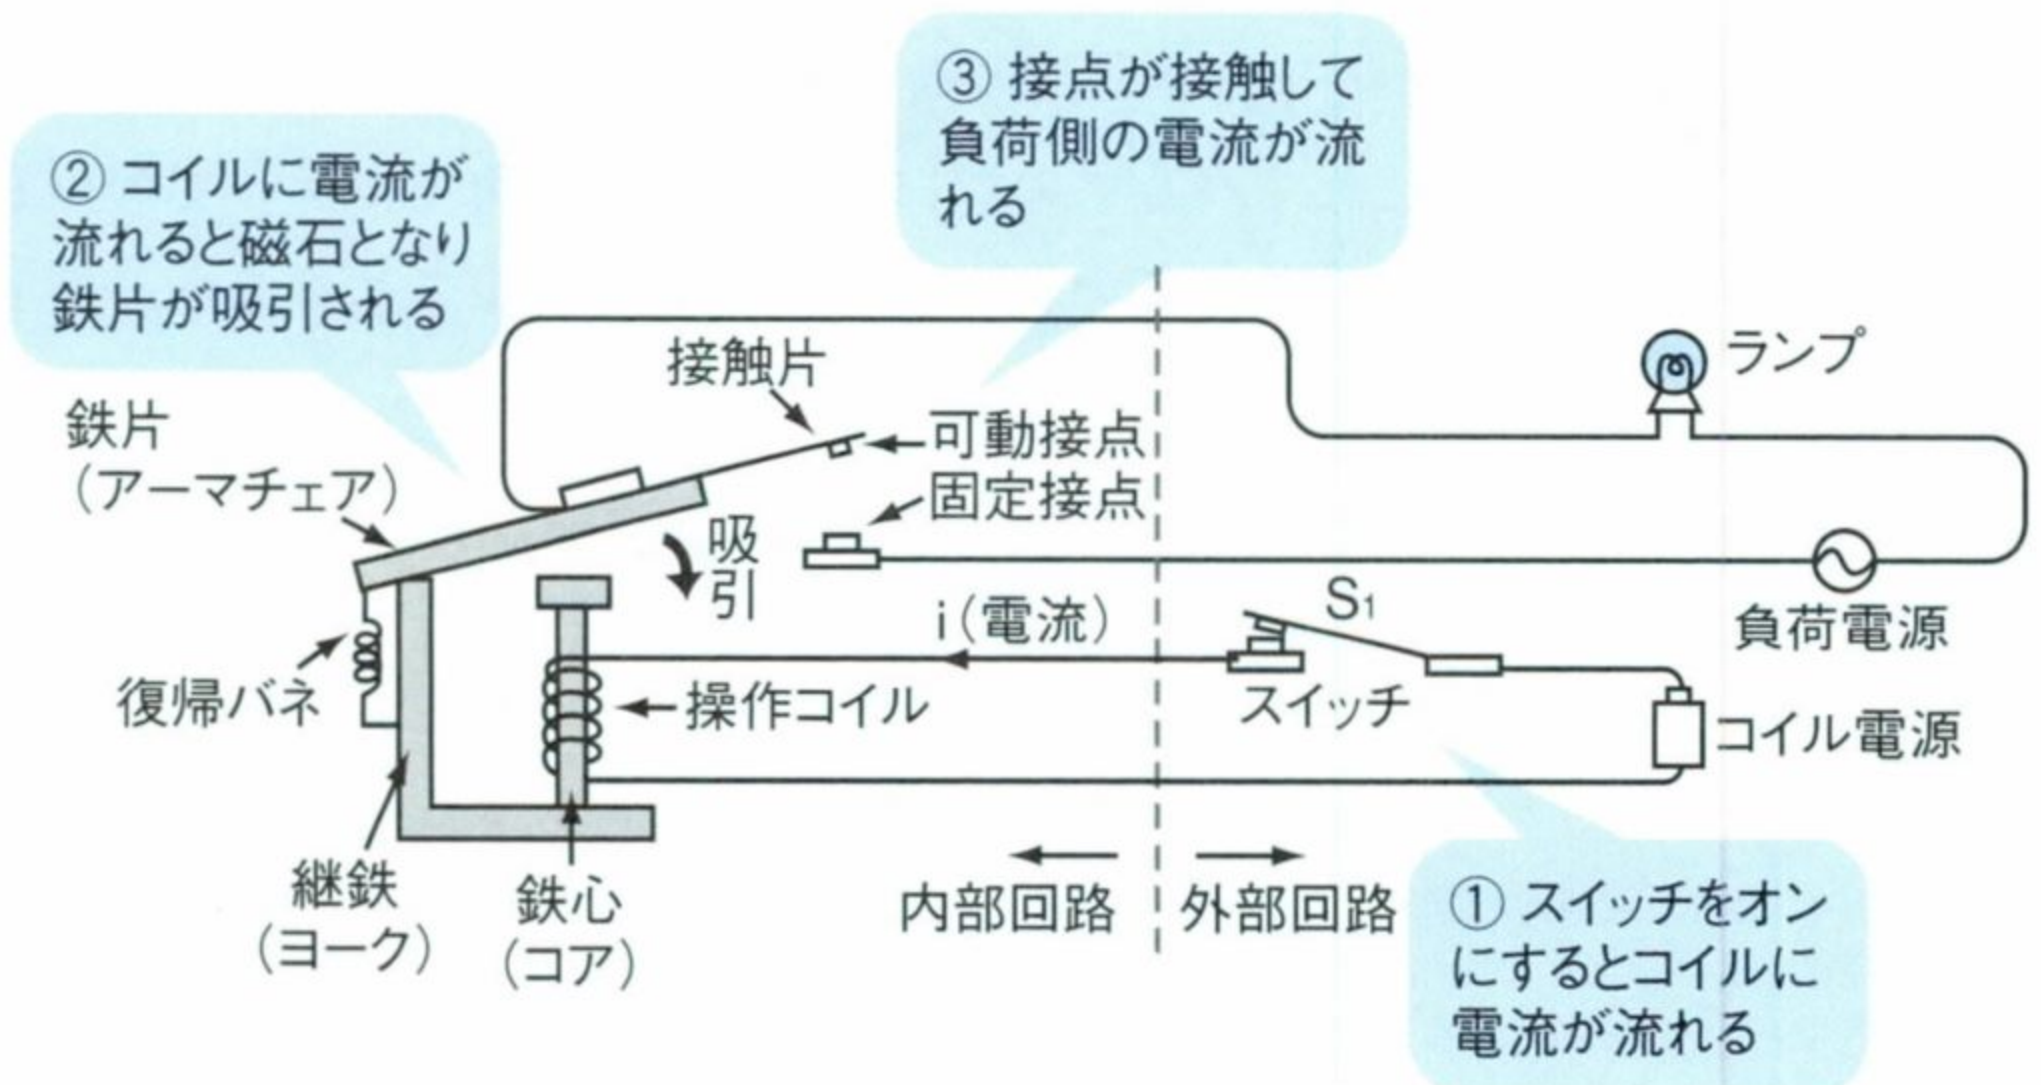 ③ 接点が接触して
負荷側の電流が流
れる
② コイルに電流が
流れると磁石となり
鉄片が吸引される
接触片
ランプ
鉄片
(アーマチェア)
可動接点
固定接点
吸
引
i(電流)
S1
負荷電源
復帰バネ
操作コイル
スイッチ
コイル電源
継鉄
(ヨーク)
鉄心
(コア)
内部回路
外部回路
① スイッチをオン
にするとコイルに
電流が流れる